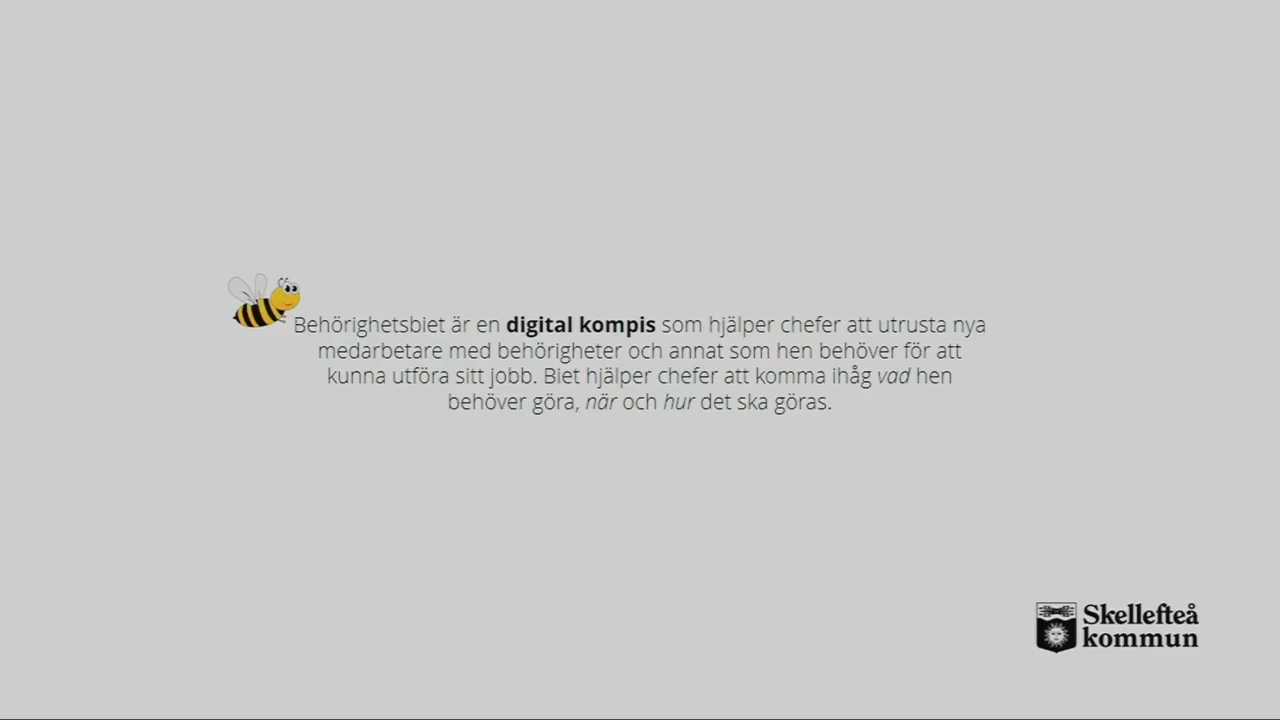 Behörighetsbiet är en digital kompis som hjälper chefer att utrusta nya
medarbetare med behörigheter och annat som hen behöver för att
kunna utföra sitt jobb. Biet hjälper chefer att komma ihåg vad hen
behöver göra, när och hur det ska göras.
Skellefteå
kommun